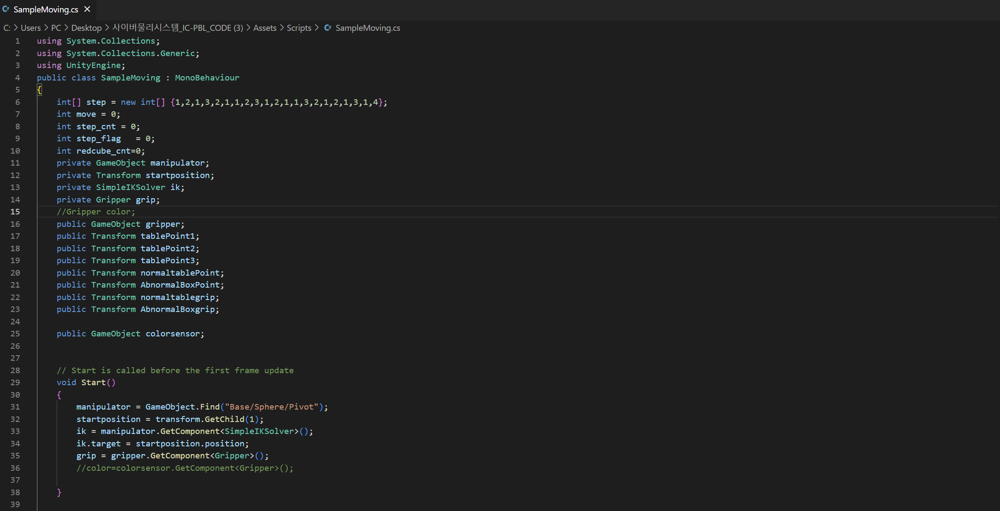 SampleMoving.cs
C: > Users > PC > Desktop > 사이버물리시스템_IC-PBL_CODE (3) > Assets > Scripts > SampleMoving.cs
1 using System.Collections;
2 using System.Collections.Generic;
3 using UnityEngine;
4 public class SampleMoving : MonoBehaviour
5 {
6 int[] step = new int[] {1,2,1,3,2,1,1,2,3,1,2,1,1,3,2,1,2,1,3,1,4};
7 int move = 0;
8 int step_cnt = 0;
9 int step_flag   = 0;
10 int redcube_cnt=0;
11 private GameObject manipulator;
12 private Transform startposition;
13 private SimpleIKSolver ik;
14 private Gripper grip;
15 //Gripper color;
16 public GameObject gripper;
17 public Transform tablePoint1;
18 public Transform tablePoint2;
19 public Transform tablePoint3;
20 public Transform normaltablePoint;
21 public Transform AbnormalBoxPoint;
22 public Transform normaltablegrip;
23 public Transform AbnormalBoxgrip;
24
25 public GameObject colorsensor;
26
27
28 // Start is called before the first frame update
29 void Start()
30 {
31 manipulator = GameObject.Find("Base/Sphere/Pivot");
32 startposition = transform.GetChild(1);
33 ik = manipulator.GetComponent<SimpleIKSolver>();
34 ik.target = startposition.position;
35 grip = gripper.GetComponent<Gripper>();
36 //color=colorsensor.GetComponent<Gripper>();
37
38 }
39